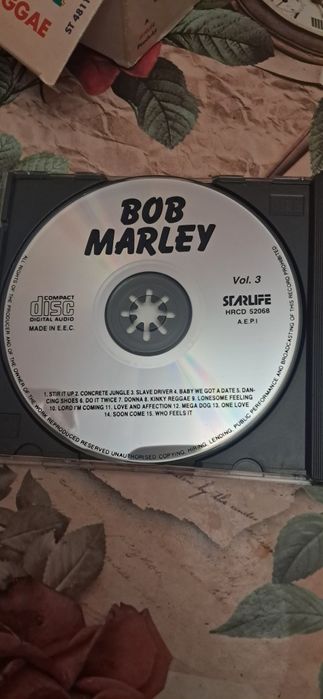 GGAE
ST 4811
BOB
MARLEY
Vol. 3
COMPACT
disc
DIGITAL AUDIO
MADE IN E.E.C.
STARLIFE
HRCD 52068
A.E.P.I
1. STIR IT UP 2. CONCRETE JUNGLE 3. SLAVE DRIVER 4. BABY WE GOT A DATE 5. DAN-
CING SHOES 6. DO IT TWICE 7. DONNA 8. KINKY REGGAE 9. LONESOME FEELING
10. LORD I'M COMING 11. LOVE AND AFFECTION 12. MEGA DOG 13. ONE LOVE
14. SOON COME 15. WHO FEELS IT
ALL RIGHTS OF THE PRODUCER AND OF THE OWNER OF THE WORK REPRODUCED RESERVED UNAUTHORISED COPYING, HIRING, LENDING, PUBLIC PERFORMANCE AND BROADCASTING OF THIS RECORD PROHIBITED